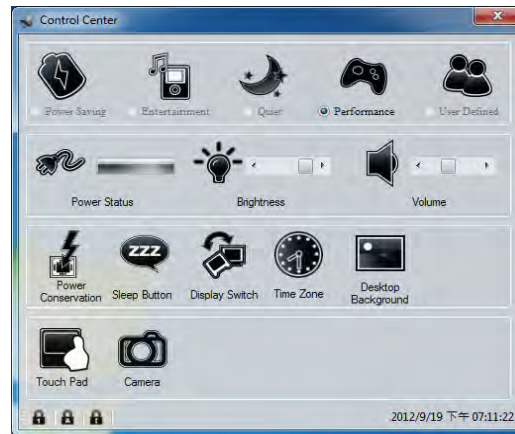 Control Center
Power Saving
Entertainment
Quiet
Performance
User Defined
Power Status
Brightness
Volume
ZZZ
Power
Conservation
Sleep Button
Display Switch
Time Zone
Desktop
Background
Touch Pad
Camera
2012/9/19 下午 07:11:22